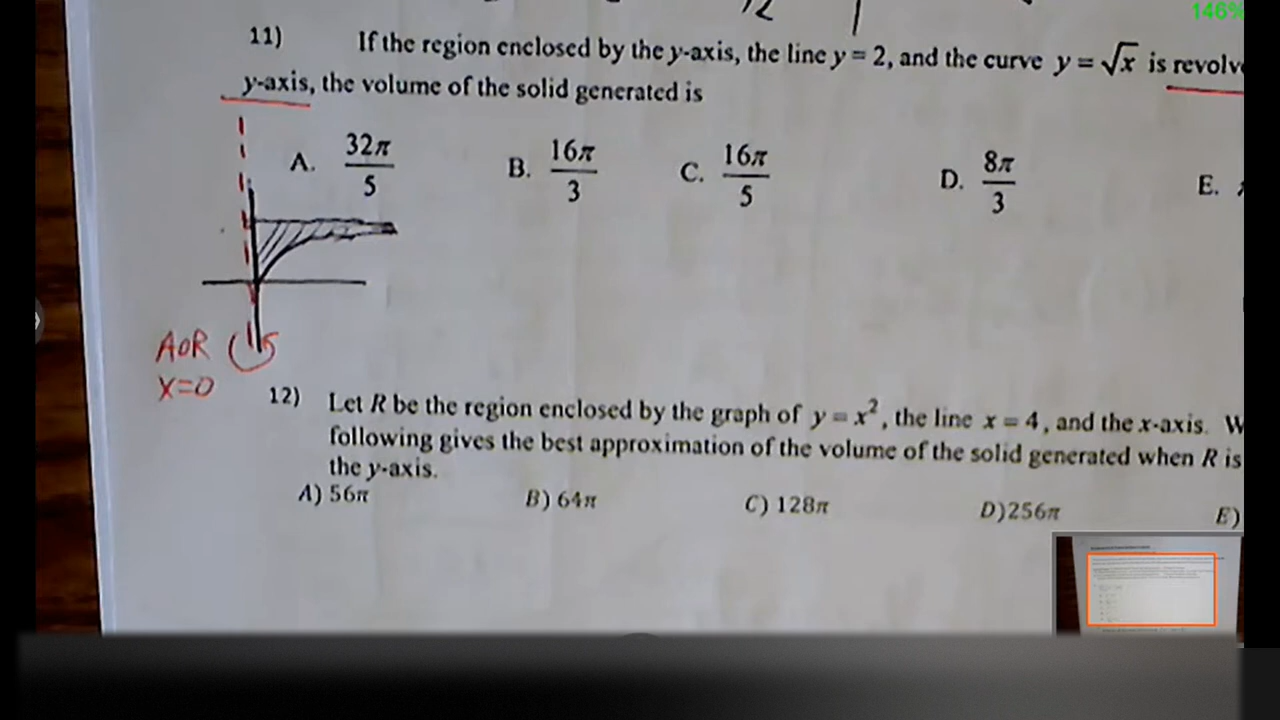 146%
11) If the region enclosed by the y-axis, the line y = 2, and the curve y = √x is
y-axis, the volume of the solid generated is
A. 32π/5 B. 16π/3 C. 16π/5 D. 8π/3 E.
AOR
x=0
12) Let R be the region enclosed by the graph of y = x², the line x = 4, and the x-axis.
following gives the best approximation of the volume of the solid generated when R is
the y-axis.
A) 56π B) 64π C) 128π D)256π E)